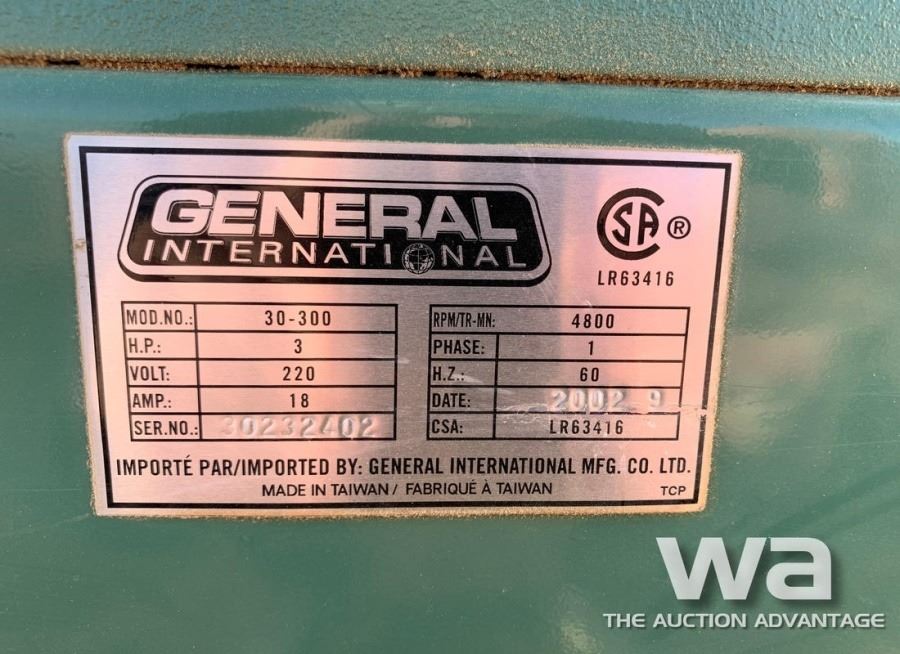 GENERAL
INTERNATIONAL
CSA ®
LR63416
MOD.NO.: 30-300
H.P.: 3
VOLT: 220
AMP.: 18
SER.NO.: 30232402
RPM/TR-MN: 4800
PHASE: 1
H.Z.: 60
DATE: 2002 9
CSA: LR63416
IMPORTÉ PAR/IMPORTED BY: GENERAL INTERNATIONAL MFG. CO. LTD.
MADE IN TAIWAN / FABRIQUÉ À TAIWAN
TCP
wa
THE AUCTION ADVANTAGE